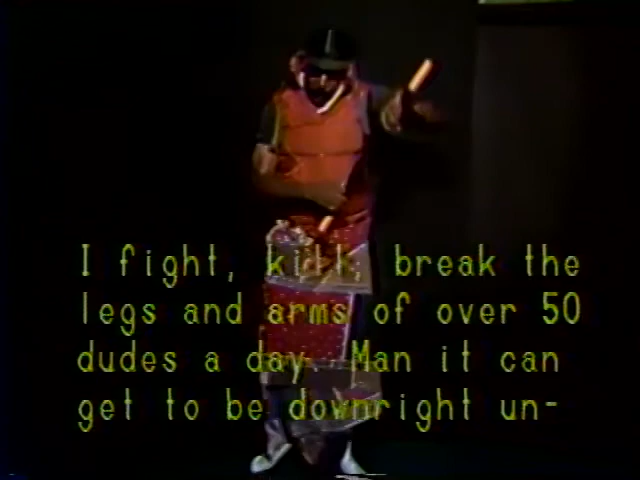 I fight, kill, break the
legs and arms of over 50
dudes a day. Man it can
get to be downright un-